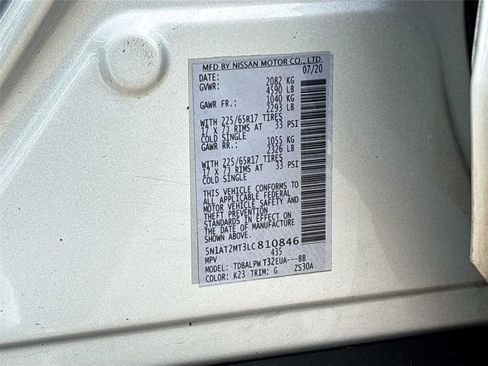 MFD BY NISSAN MOTOR CO., LTD.
DATE: 07/20
GVWR: 2082 KG
4590 LB
GAWR FR.: 1040 KG
2293 LB
WITH 225/65R17 TIRES
17 X 7J RIMS AT 33 PSI
COLD SINGLE
GAWR RR.: 1055 KG
2326 LB
WITH 225/65R17 TIRES
17 X 7J RIMS AT 33 PSI
COLD SINGLE
THIS VEHICLE CONFORMS TO
ALL APPLICABLE FEDERAL
MOTOR VEHICLE SAFETY AND
THEFT PREVENTION
STANDARDS IN EFFECT ON
THE DATE OF MANUFACTURE
SHOWN ABOVE.
5N1AT2MT3LC810846
MPV 435
MODEL: TDBALPW T32EUA---BB
COLOR: K23 TRIM: G ZS30A